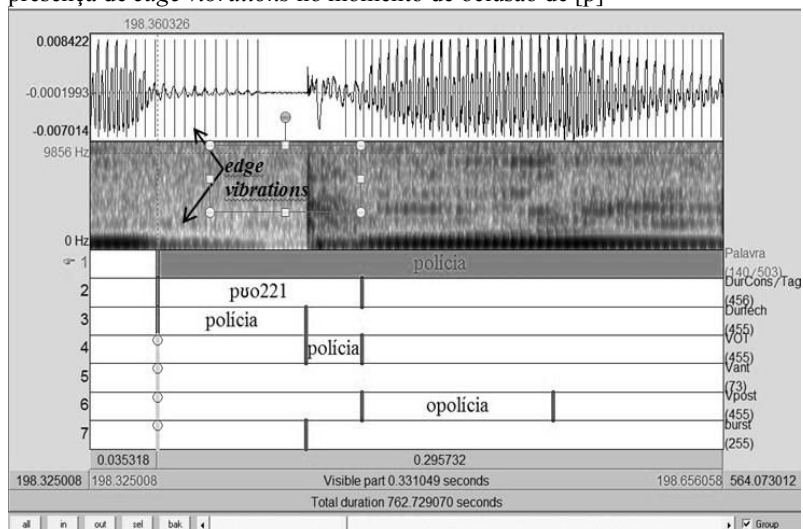 presença de edge vibrations no momento de oclusão de [p]
198.360326
0.008422
-0.0001993
-0.007014
9856 Hz
edge
vibrations
0 Hz
1 polícia Palavra (140/503)
2 pʋo221 DurCons/Tag (456)
3 polícia Durfech (455)
4 polícia VOT (455)
5 Vant (73)
6 opolícia Vpost (455)
7 burst (255)
0.035318 0.295732
198.325008 198.325008 Visible part 0.331049 seconds 198.656058 564.073012
Total duration 762.729070 seconds
all in out sel bak Group